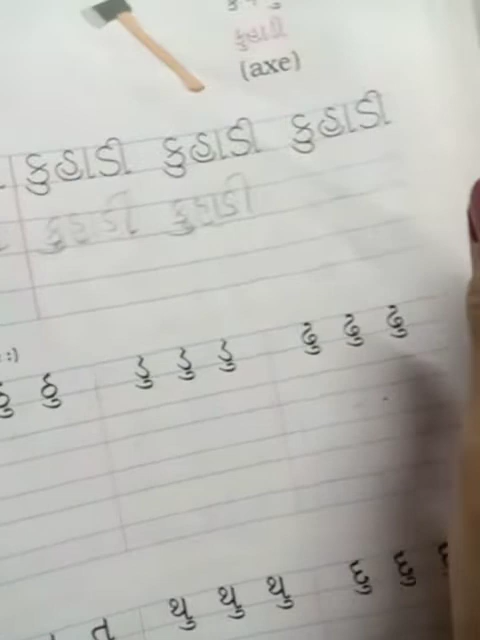 કુહાડી
(axe)
કુહાડી કુહાડી કુહાડી
કુહાડી કુહાડી
:)
ઠુ ઠુ ડુ ડુ ડુ ઢુ ઢુ ઢુ
થુ થુ થુ દુ દુ